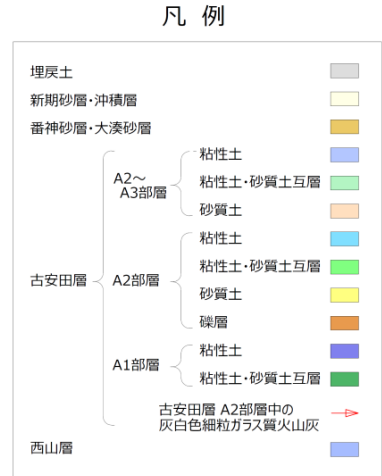 凡 例
埋戻土
新期砂層・沖積層
番神砂層・大湊砂層
古安田層
A2～
A3部層
粘性土
粘性土・砂質土互層
砂質土
A2部層
粘性土
粘性土・砂質土互層
砂質土
礫層
A1部層
粘性土
粘性土・砂質土互層
古安田層 A2部層中の
灰白色細粒ガラス質火山灰
西山層